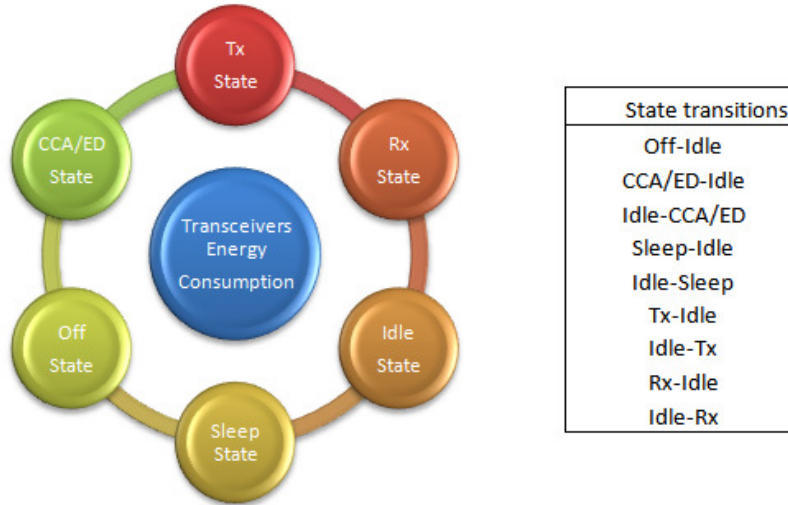 Tx
State
CCA/ED
State
Rx
State
Transceivers
Energy
Consumption
Off
State
Idle
State
Sleep
State
State transitions
Off-Idle
CCA/ED-Idle
Idle-CCA/ED
Sleep-Idle
Idle-Sleep
Tx-Idle
Idle-Tx
Rx-Idle
Idle-Rx